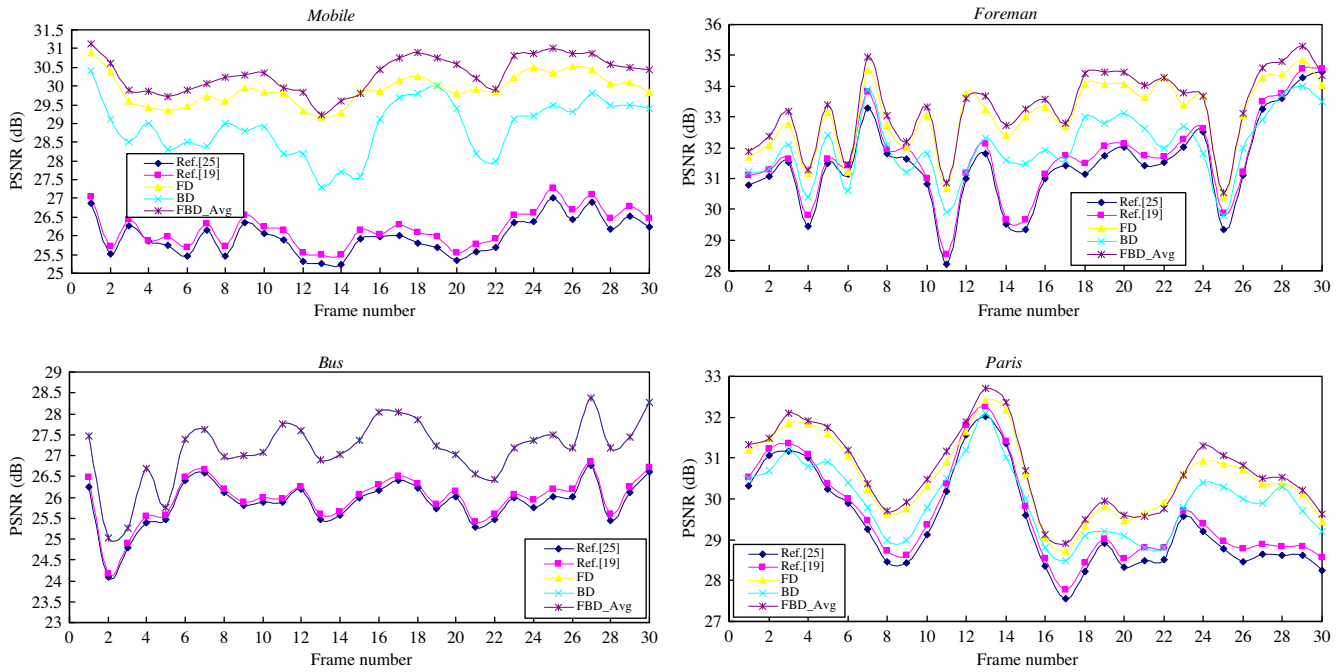 Mobile
PSNR (dB)
31.5
31
30.5
30
29.5
29
28.5
28
27.5
27
26.5
26
25.5
25
0 2 4 6 8 10 12 14 16 18 20 22 24 26 28 30
Frame number
Ref.[25]
Ref.[19]
FD
BD
FBD_Avg
Foreman
PSNR (dB)
36
35
34
33
32
31
30
29
28
0 2 4 6 8 10 12 14 16 18 20 22 24 26 28 30
Frame number
Ref.[25]
Ref.[19]
FD
BD
FBD_Avg
Bus
PSNR (dB)
29
28.5
28
27.5
27
26.5
26
25.5
25
24.5
24
23.5
23
0 2 4 6 8 10 12 14 16 18 20 22 24 26 28 30
Frame number
Ref.[25]
Ref.[19]
FD
BD
FBD_Avg
Paris
PSNR (dB)
33
32
31
30
29
28
27
0 2 4 6 8 10 12 14 16 18 20 22 24 26 28 30
Frame number
Ref.[25]
Ref.[19]
FD
BD
FBD_Avg